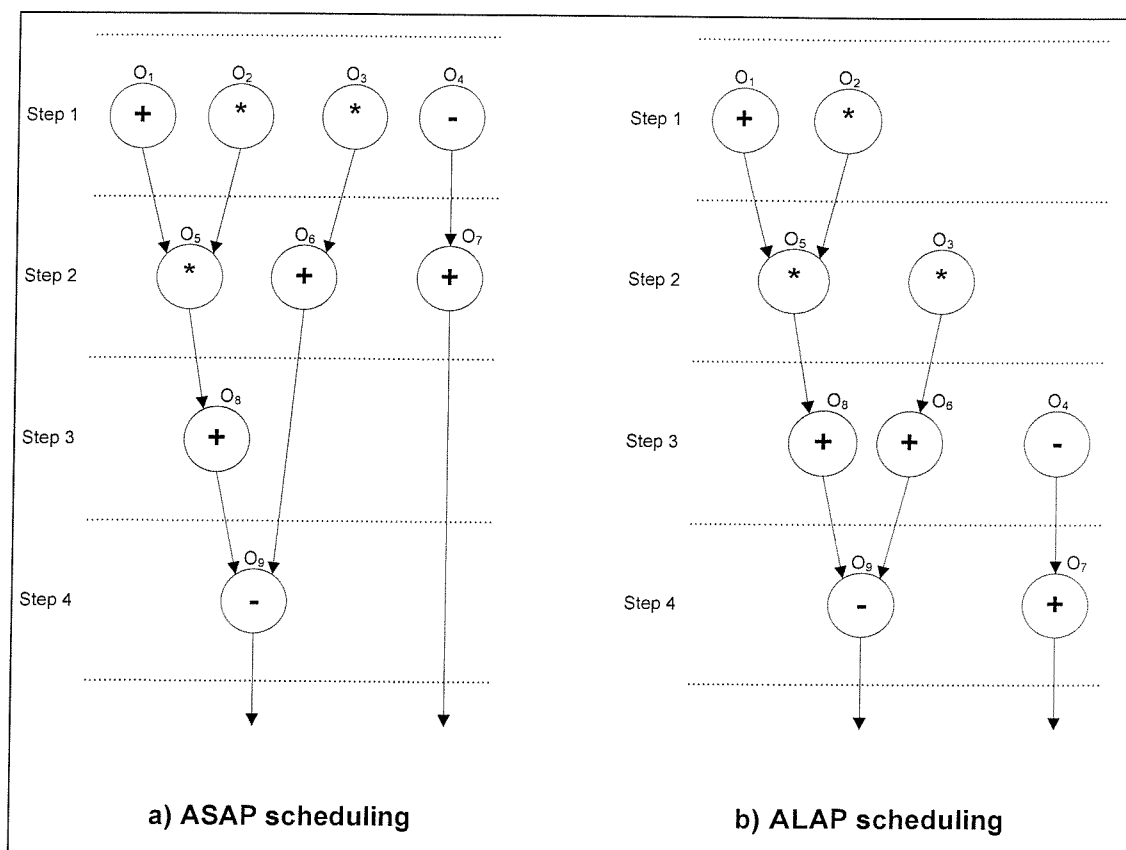 O1 O2 O3 O4
Step 1 + * * -
O5 O6 O7
Step 2 * + +
O8
Step 3 +
O9
Step 4 -
a) ASAP scheduling
O1 O2
Step 1 + *
O5 O3
Step 2 * *
O8 O6 O4
Step 3 + + -
O9 O7
Step 4 - +
b) ALAP scheduling